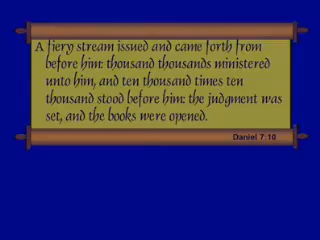 A fiery stream issued and came forth from
before him: thousand thousands ministered
unto him, and ten thousand times ten
thousand stood before him: the judgment was
set, and the books were opened.
Daniel 7:10